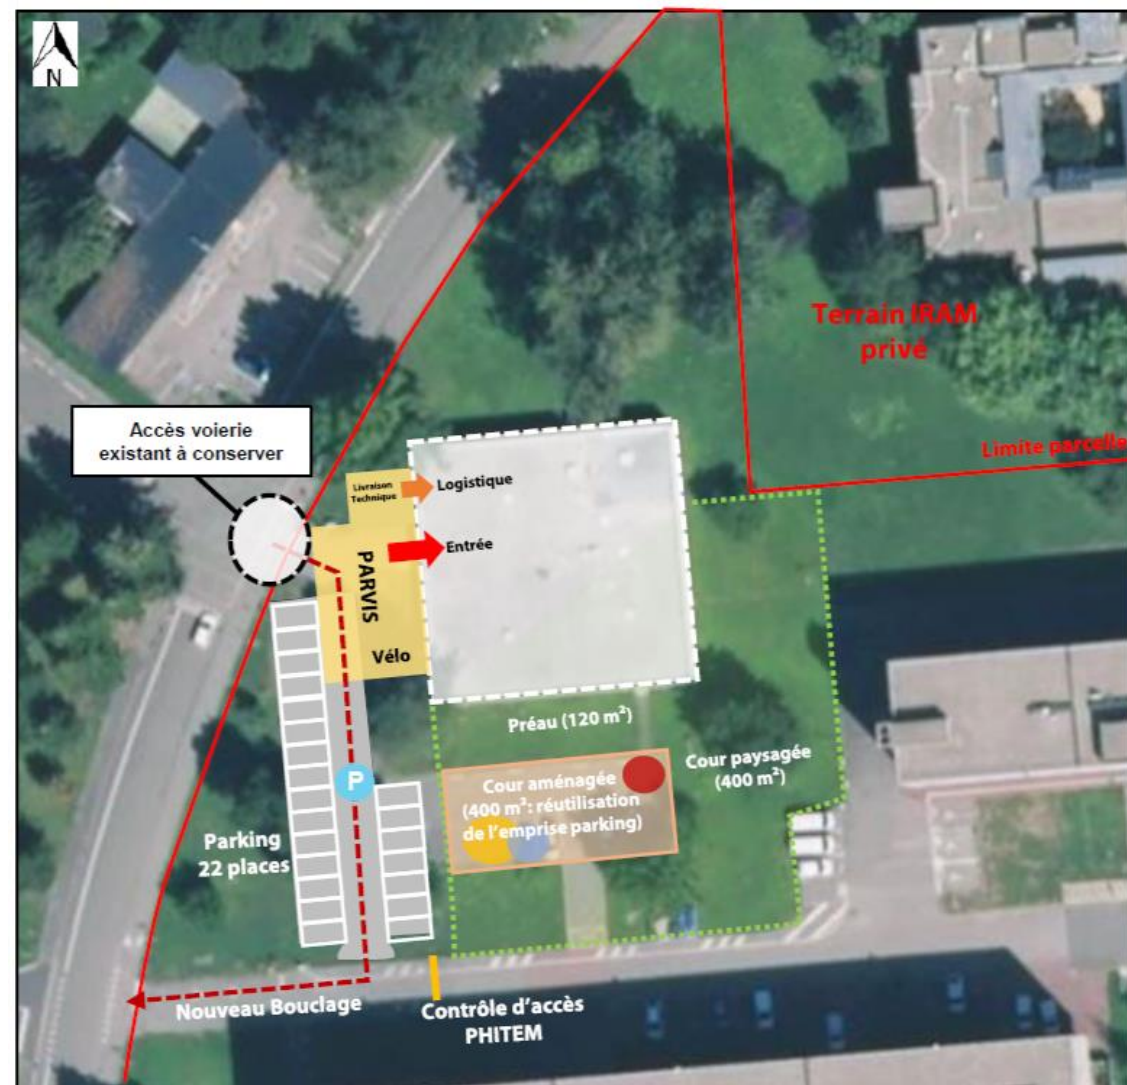 N
Terrain IRAM
privé
Limite parcelle
Accès voierie
existant à conserver
Livraison
Technique
Logistique
Entrée
PARVIS
Vélo
Préau (120 m²)
Cour paysagée
(400 m²)
Cour aménagée
(400 m²: réutilisation
de l'emprise parking)
P
Parking
22 places
Nouveau Bouclage
Contrôle d'accès
PHITEM